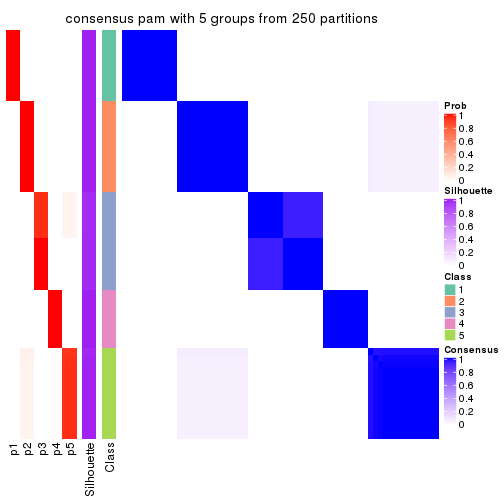 consensus pam with 5 groups from 250 partitions
Prob
1
0.8
0.6
0.4
0.2
0
Silhouette
1
0.8
0.6
0.4
0.2
0
Class
1
2
3
4
5
Consensus
1
0.8
0.6
0.4
0.2
0
p1
p2
p3
p4
p5
Silhouette
Class